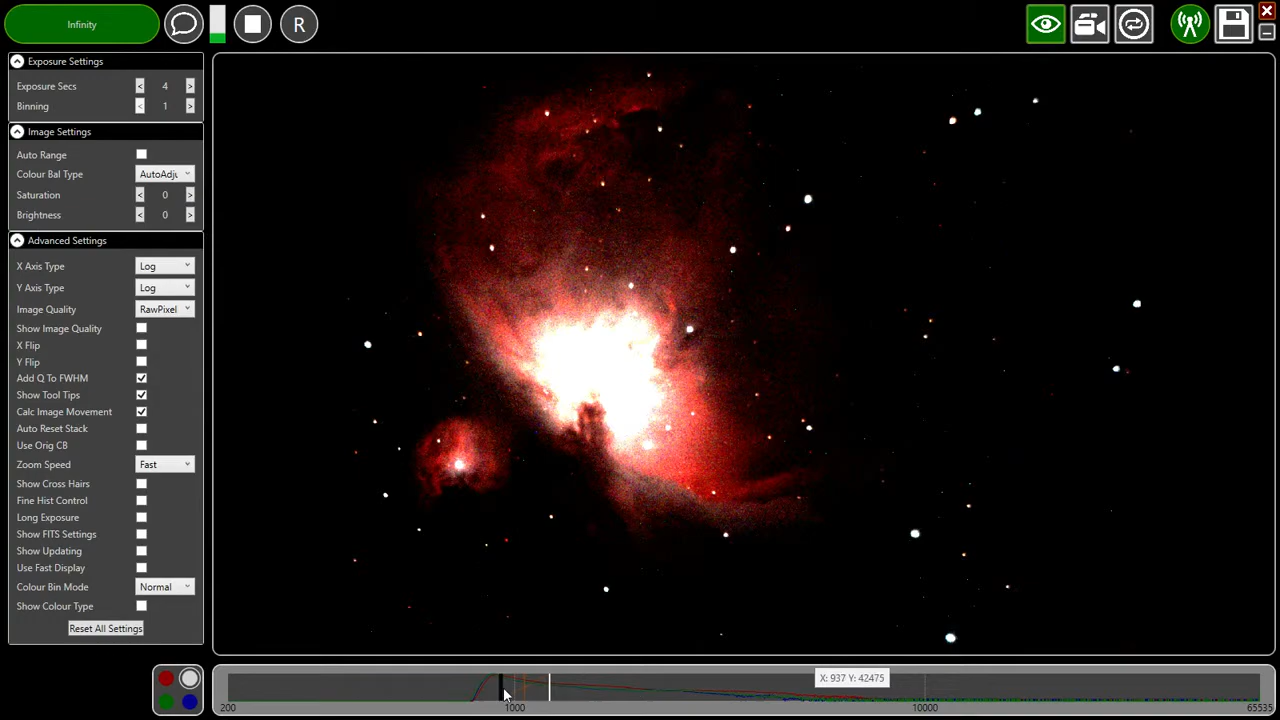 Infinity
R
Exposure Settings
Exposure Secs < 4 >
Binning < 1 >
Image Settings
Auto Range
Colour Bal Type AutoAdju
Saturation < 0 >
Brightness < 0 >
Advanced Settings
X Axis Type Log
Y Axis Type Log
Image Quality RawPixel
Show Image Quality
X Flip
Y Flip
Add Q To FWHM
Show Tool Tips
Calc Image Movement
Auto Reset Stack
Use Orig CB
Zoom Speed Fast
Show Cross Hairs
Fine Hist Control
Long Exposure
Show FITS Settings
Show Updating
Use Fast Display
Colour Bin Mode Normal
Show Colour Type
Reset All Settings
X: 937 Y: 42475
200 1000 10000 65535